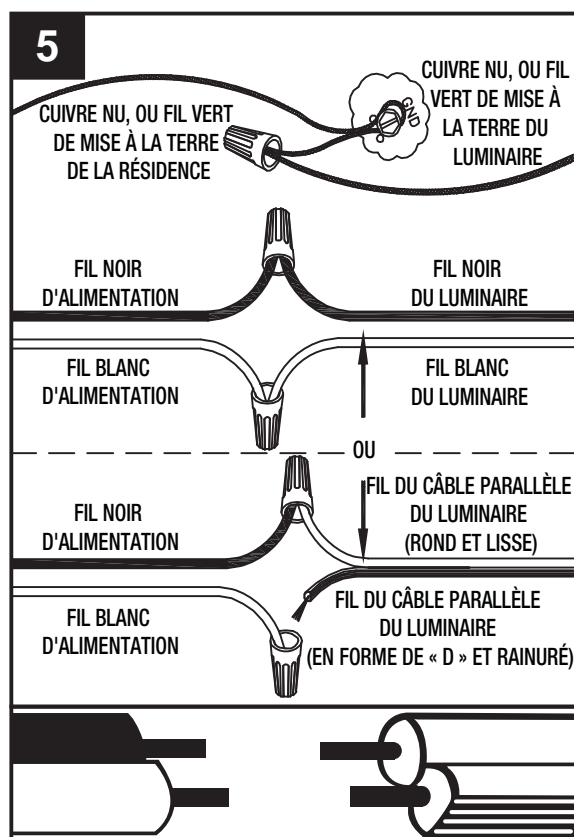 5
CUIVRE NU, OU FIL VERT
DE MISE À LA TERRE
DE LA RÉSIDENCE
GND
CUIVRE NU, OU FIL
VERT DE MISE À
LA TERRE DU
LUMINAIRE
FIL NOIR
D'ALIMENTATION
FIL NOIR
DU LUMINAIRE
FIL BLANC
D'ALIMENTATION
FIL BLANC
DU LUMINAIRE
OU
FIL NOIR
D'ALIMENTATION
FIL DU CÂBLE PARALLÈLE
DU LUMINAIRE
(ROND ET LISSE)
FIL BLANC
D'ALIMENTATION
FIL DU CÂBLE PARALLÈLE
DU LUMINAIRE
(EN FORME DE « D » ET RAINURÉ)